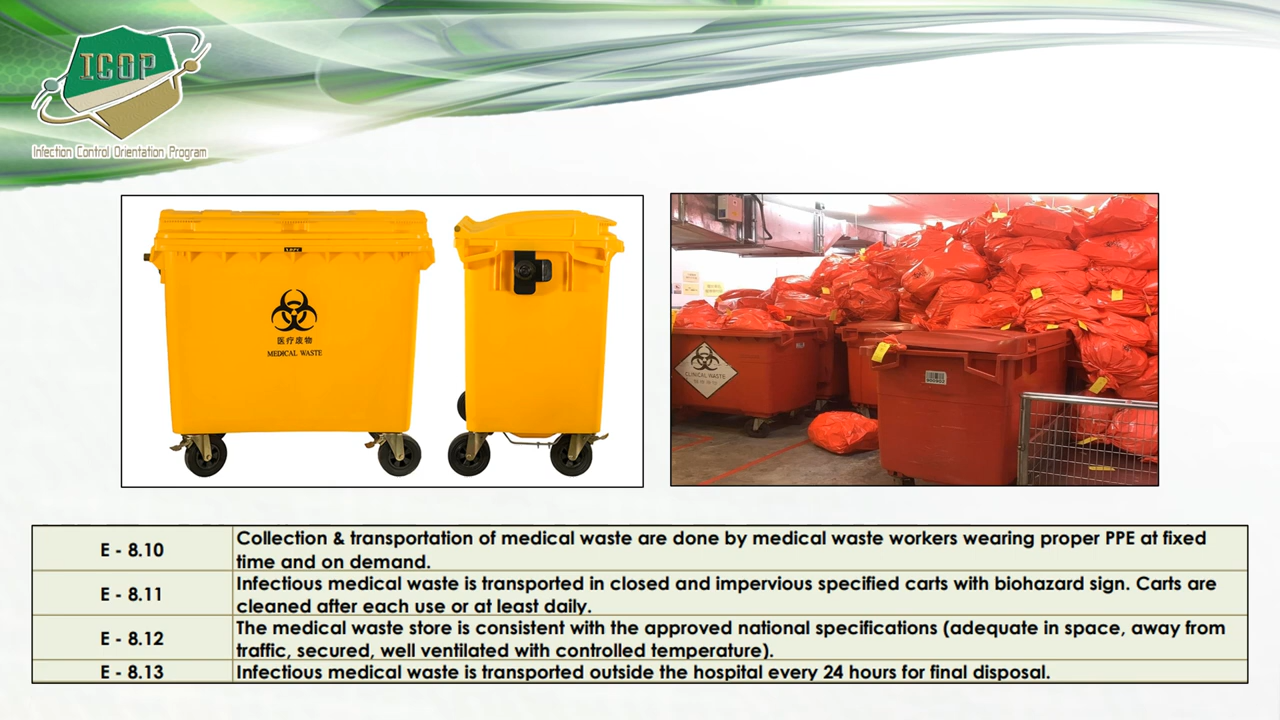 ICOP
Infection Control Orientation Program
医疗废物
MEDICAL WASTE
CLINICAL WASTE
E - 8.10
Collection & transportation of medical waste are done by medical waste workers wearing proper PPE at fixed
time and on demand.
E - 8.11
Infectious medical waste is transported in closed and impervious specified carts with biohazard sign. Carts are
cleaned after each use or at least daily.
E - 8.12
The medical waste store is consistent with the approved national specifications (adequate in space, away from
traffic, secured, well ventilated with controlled temperature).
E - 8.13
Infectious medical waste is transported outside the hospital every 24 hours for final disposal.